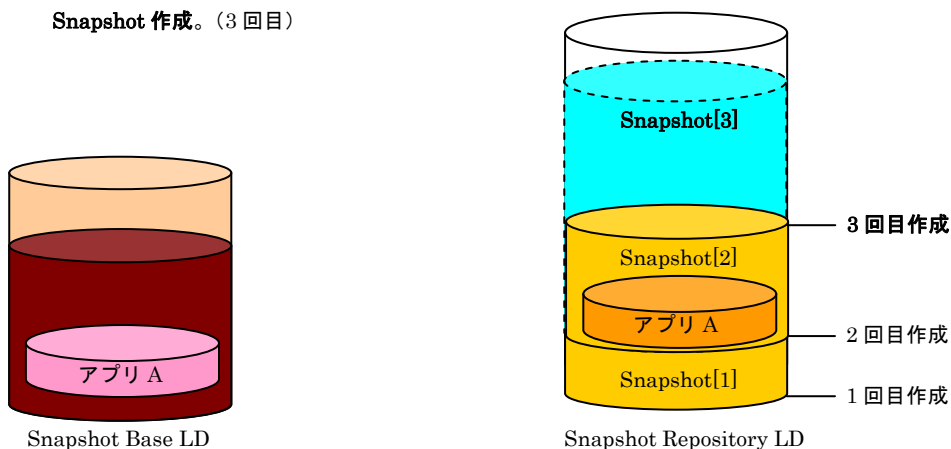 Snapshot 作成。（3 回目）
Snapshot[3]
3 回目作成
Snapshot[2]
アプリ A
2 回目作成
アプリ A
Snapshot[1]
1 回目作成
Snapshot Base LD
Snapshot Repository LD